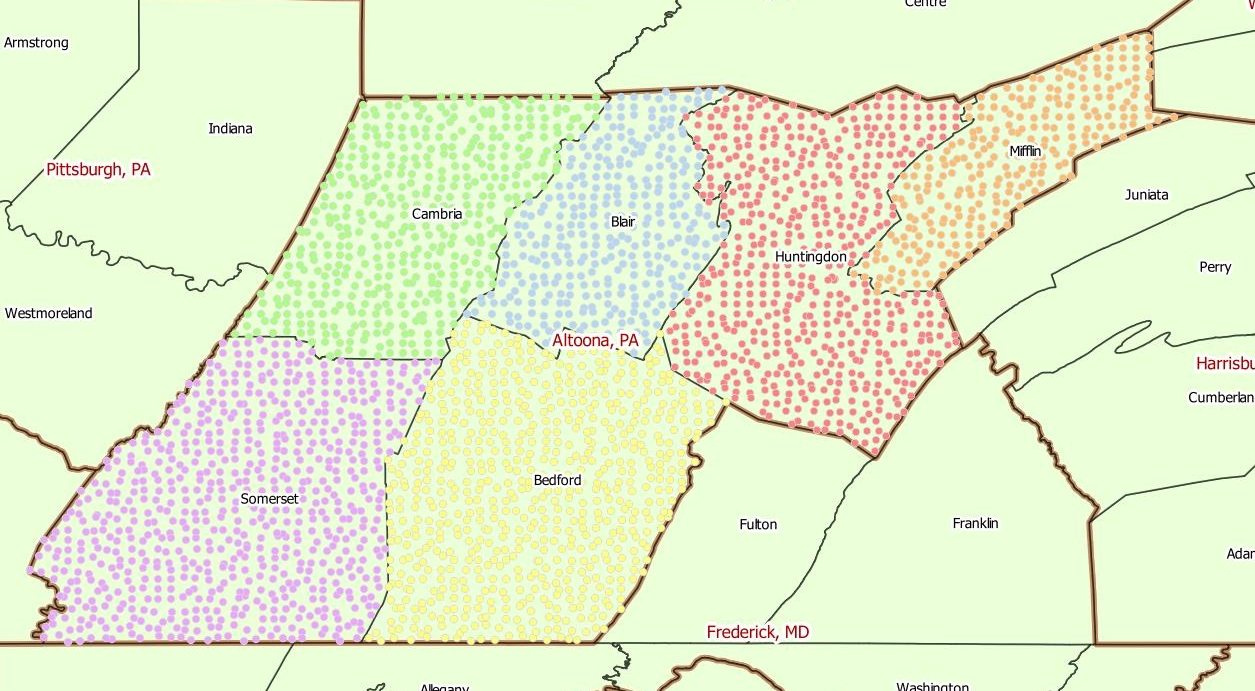 Centre
Armstrong
Indiana
Mifflin
Pittsburgh, PA
Juniata
Cambria
Blair
Huntingdon
Perry
Westmoreland
Altoona, PA
Harrisbu
Cumberlan
Bedford
Somerset
Fulton
Franklin
Adar
Frederick, MD
Allegany
Washington